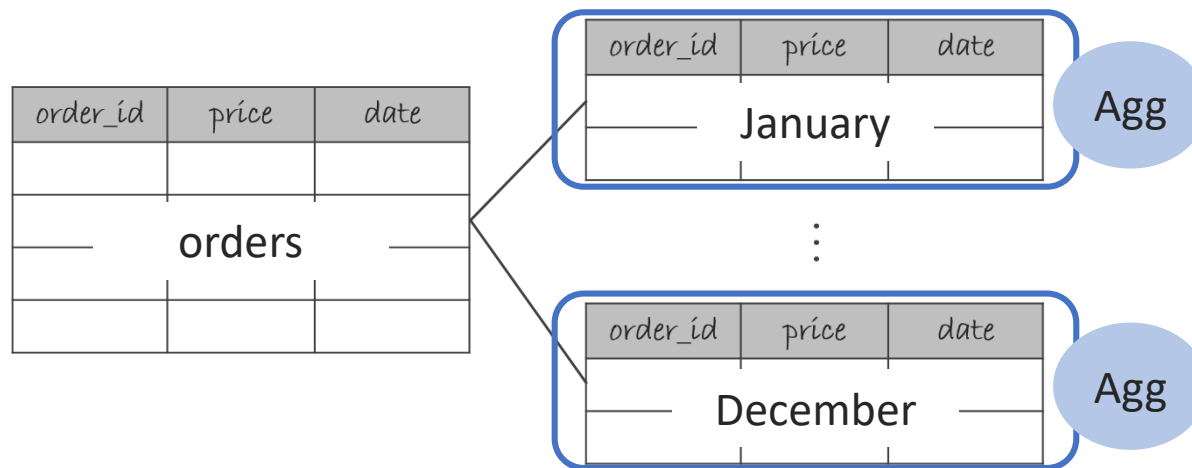 order_id price date
orders
order_id price date
January
Agg
⋮
order_id price date
December
Agg